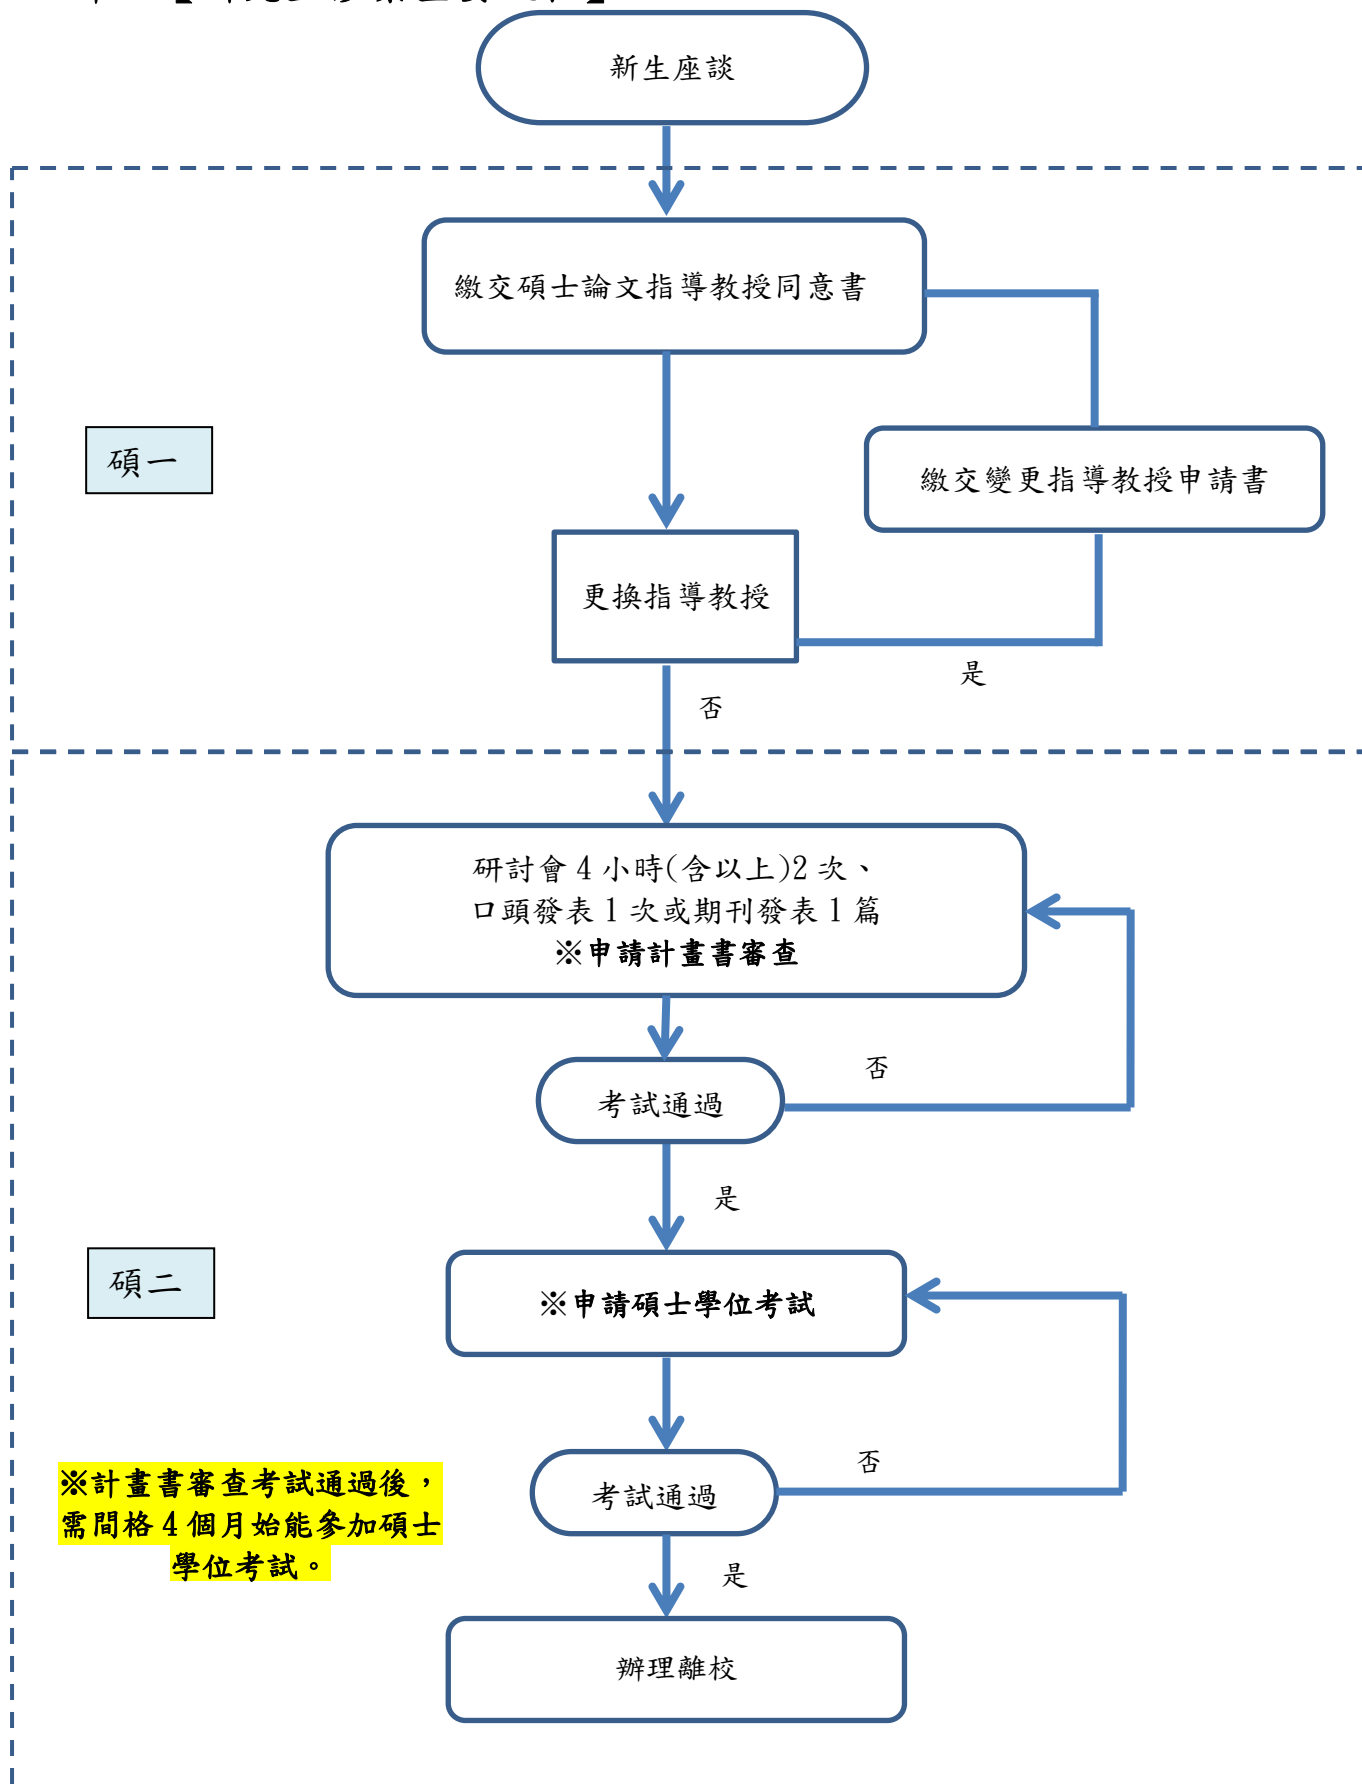 新生座談
繳交碩士論文指導教授同意書
碩一
繳交變更指導教授申請書
更換指導教授
是
否
研討會 4 小時(含以上)2 次、
口頭發表 1 次或期刊發表 1 篇
※申請計畫書審查
考試通過
否
是
碩二
※申請碩士學位考試
※計畫書審查考試通過後，
需間格 4 個月始能參加碩士
學位考試。
考試通過
否
是
辦理離校